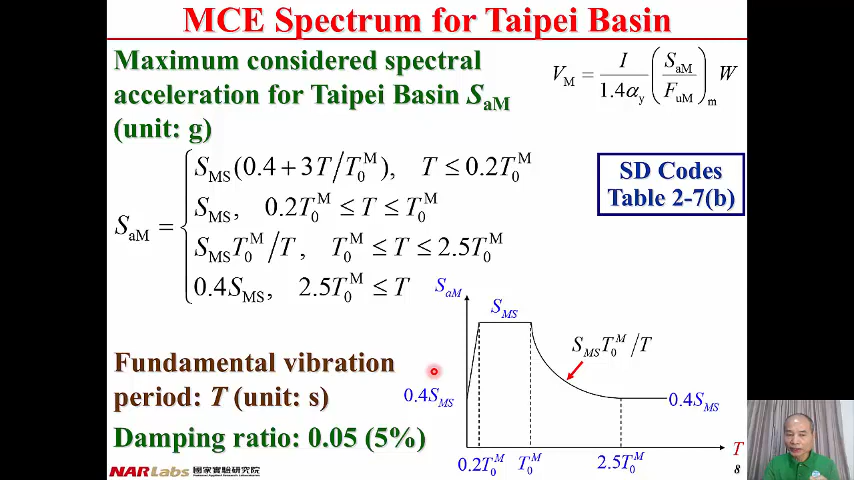 MCE Spectrum for Taipei Basin
Maximum considered spectral
acceleration for Taipei Basin S_aM
(unit: g)
V_M = I / 1.4α_y (S_aM / F_uM)_m W
SD Codes
Table 2-7(b)
S_aM = { S_MS (0.4 + 3T/T_0^M), T ≤ 0.2T_0^M
S_MS, 0.2T_0^M ≤ T ≤ T_0^M
S_MS T_0^M/T, T_0^M ≤ T ≤ 2.5T_0^M
0.4S_MS, 2.5T_0^M ≤ T
S_aM
S_MS
S_MS T_0^M/T
0.4S_MS
0.4S_MS
0.2T_0^M
T_0^M
2.5T_0^M
T
Fundamental vibration
period: T (unit: s)
Damping ratio: 0.05 (5%)
NARLabs 國家實驗研究院
National Applied Research Laboratories
8